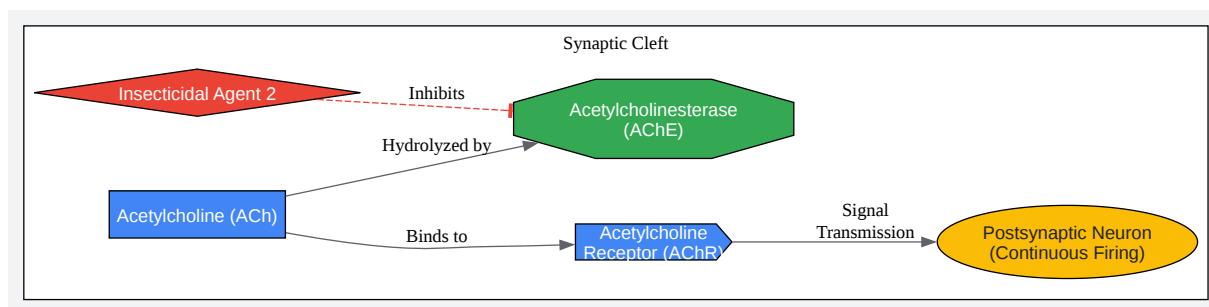 Synaptic Cleft
Insecticidal Agent 2
Inhibits
Acetylcholinesterase
(AChE)
Hydrolyzed by
Acetylcholine (ACh)
Binds to
Acetylcholine
Receptor (AChR)
Signal
Transmission
Postsynaptic Neuron
(Continuous Firing)